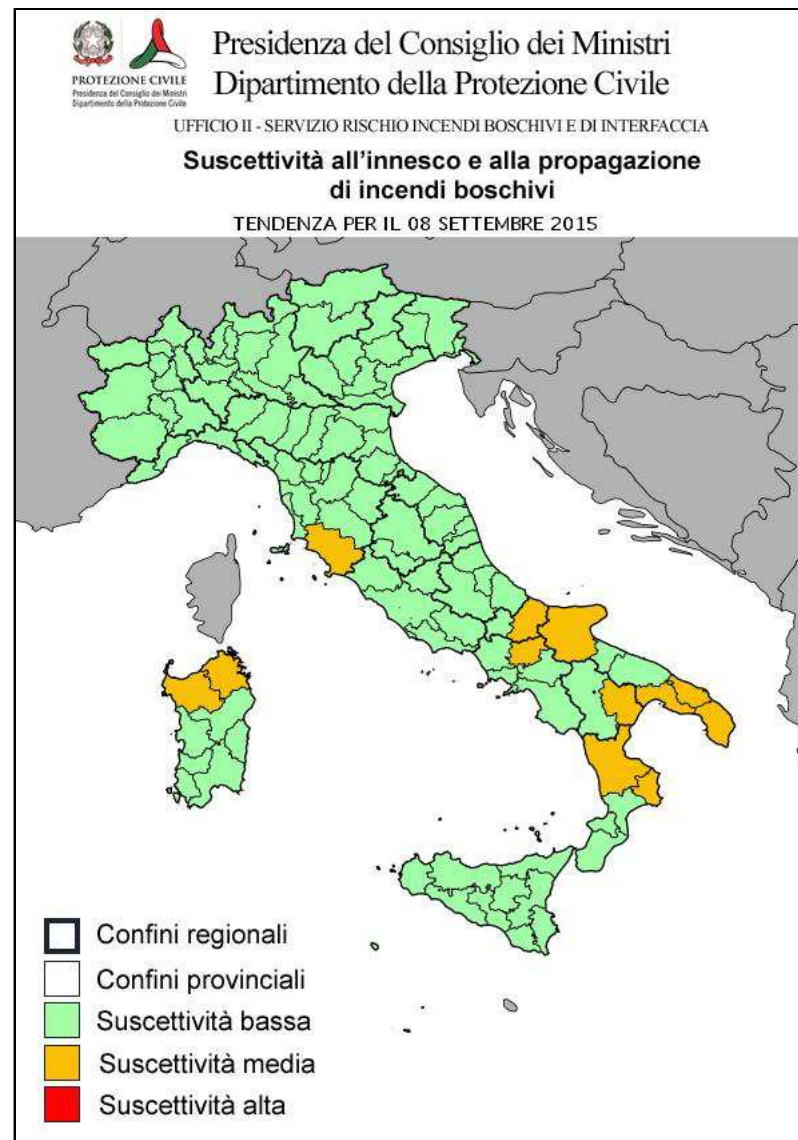 Presidenza del Consiglio dei Ministri
Dipartimento della Protezione Civile
PROTEZIONE CIVILE
Presidenza del Consiglio dei Ministri
Dipartimento della Protezione Civile
UFFICIO II - SERVIZIO RISCHIO INCENDI BOSCHIVI E DI INTERFACCIA
Suscettività all'innesco e alla propagazione
di incendi boschivi
TENDENZA PER IL 08 SETTEMBRE 2015
Confini regionali
Confini provinciali
Suscettività bassa
Suscettività media
Suscettività alta